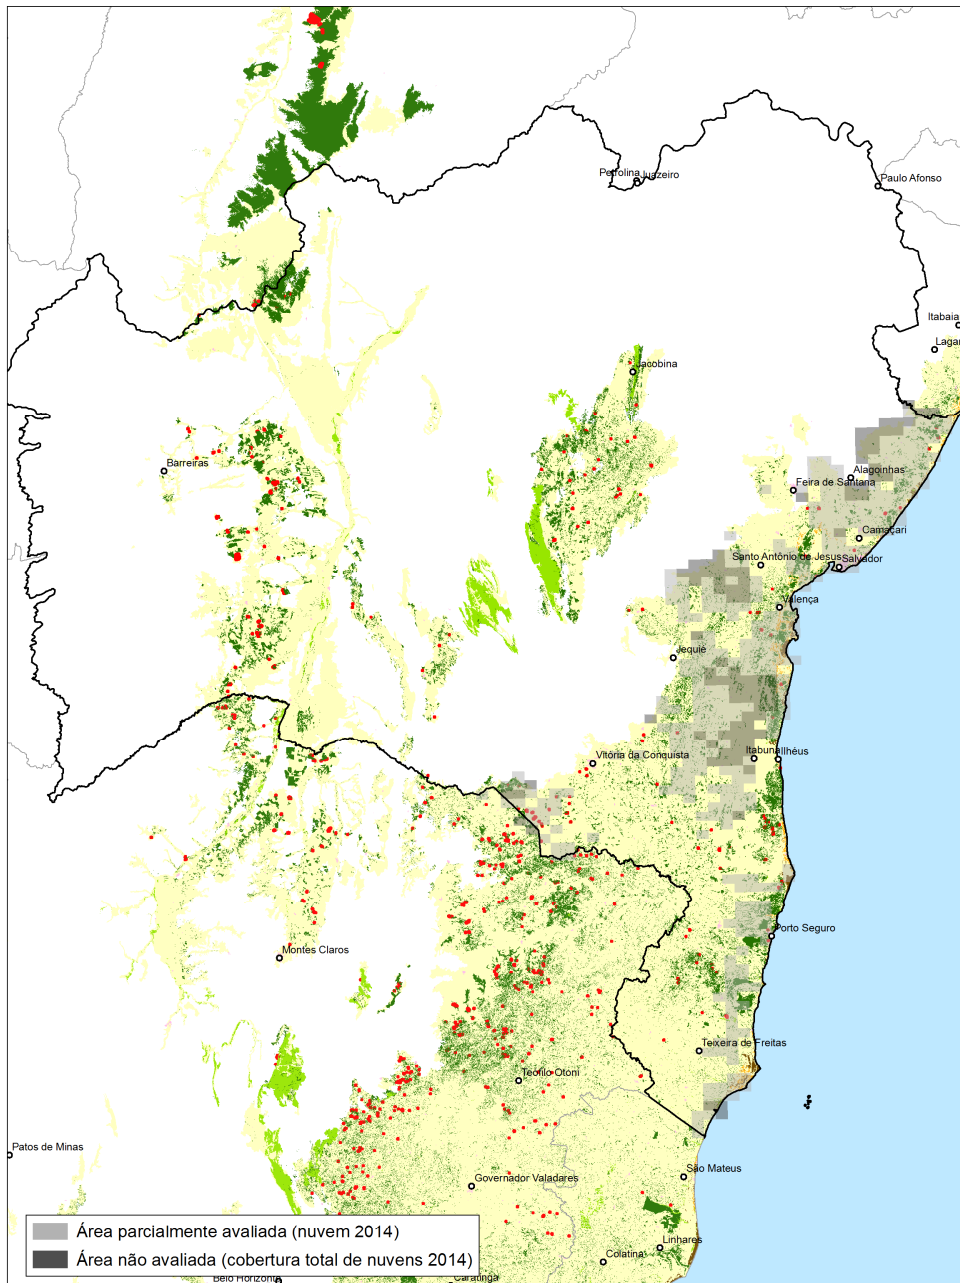 Petrolina
Juazeiro
Paulo Afonso
Itabaia
Lagar
Jacobina
Barreiras
Alagoinhas
Feira de Santana
Camaçari
Santo Antônio de Jesus
Salvador
Valença
Jequié
Vitória da Conquista
Itabuna
Ilhéus
Porto Seguro
Montes Claros
Teixeira de Freitas
Teófilo Otoni
Patos de Minas
São Mateus
Governador Valadares
Linhares
Colatina
Área parcialmente avaliada (nuvem 2014)
Área não avaliada (cobertura total de nuvens 2014)
Belo Horizonte
Caratinga